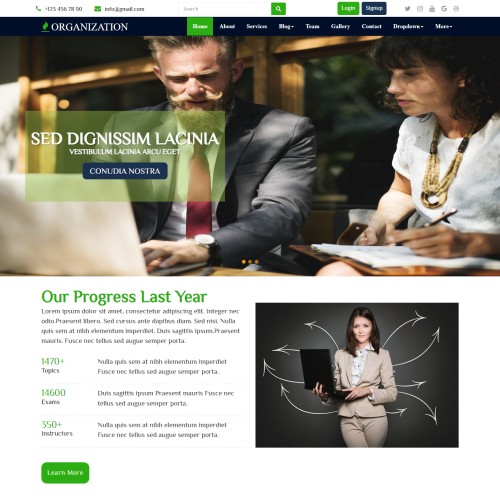 +125 456 78 90
info@gmail.com
Search
Login
Signup
ORGANIZATION
Home
About
Services
Blog
Team
Gallery
Contact
Dropdown
More
SED DIGNISSIM LACINIA
VESTIBULUM LACINIA ARCU EGET
CONUDIA NOSTRA
Our Progress Last Year
Lorem ipsum dolor sit amet, consectetur adipiscing elit. Integer nec
odio.Praesent libero. Sed cursus ante dapibus diam. Sed nisi. Nulla
quis sem at nibh elementum imperdiet. Duis sagittis ipsum.Praesent
mauris. Fusce nec tellus sed augue semper porta.
1470+
Topics
Nulla quis sem at nibh elementum imperdiet
Fusce nec tellus sed augue semper porta.
14600
Exams
Duis sagittis ipsum Praesent mauris Fusce nec
tellus sed augue semper porta.
350+
Instructors
Nulla quis sem at nibh elementum imperdiet
Fusce nec tellus sed augue semper porta.
Learn More